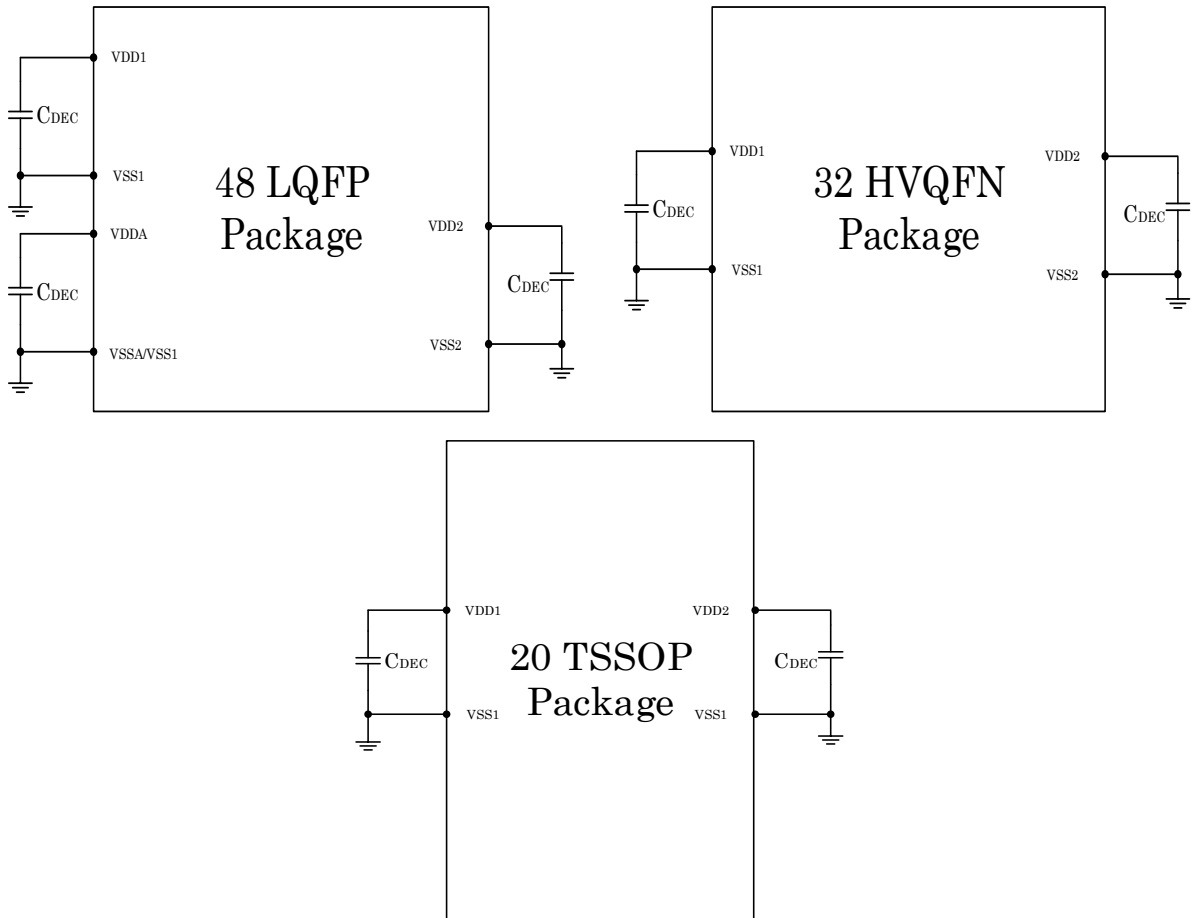 VDD1
CDEC
VSS1
VDDA
CDEC
VSSA/VSS1
48 LQFP
Package
VDD2
CDEC
VSS2
VDD1
CDEC
VSS1
32 HVQFN
Package
VDD2
CDEC
VSS2
VDD1
CDEC
VSS1
20 TSSOP
Package
VDD2
CDEC
VSS1